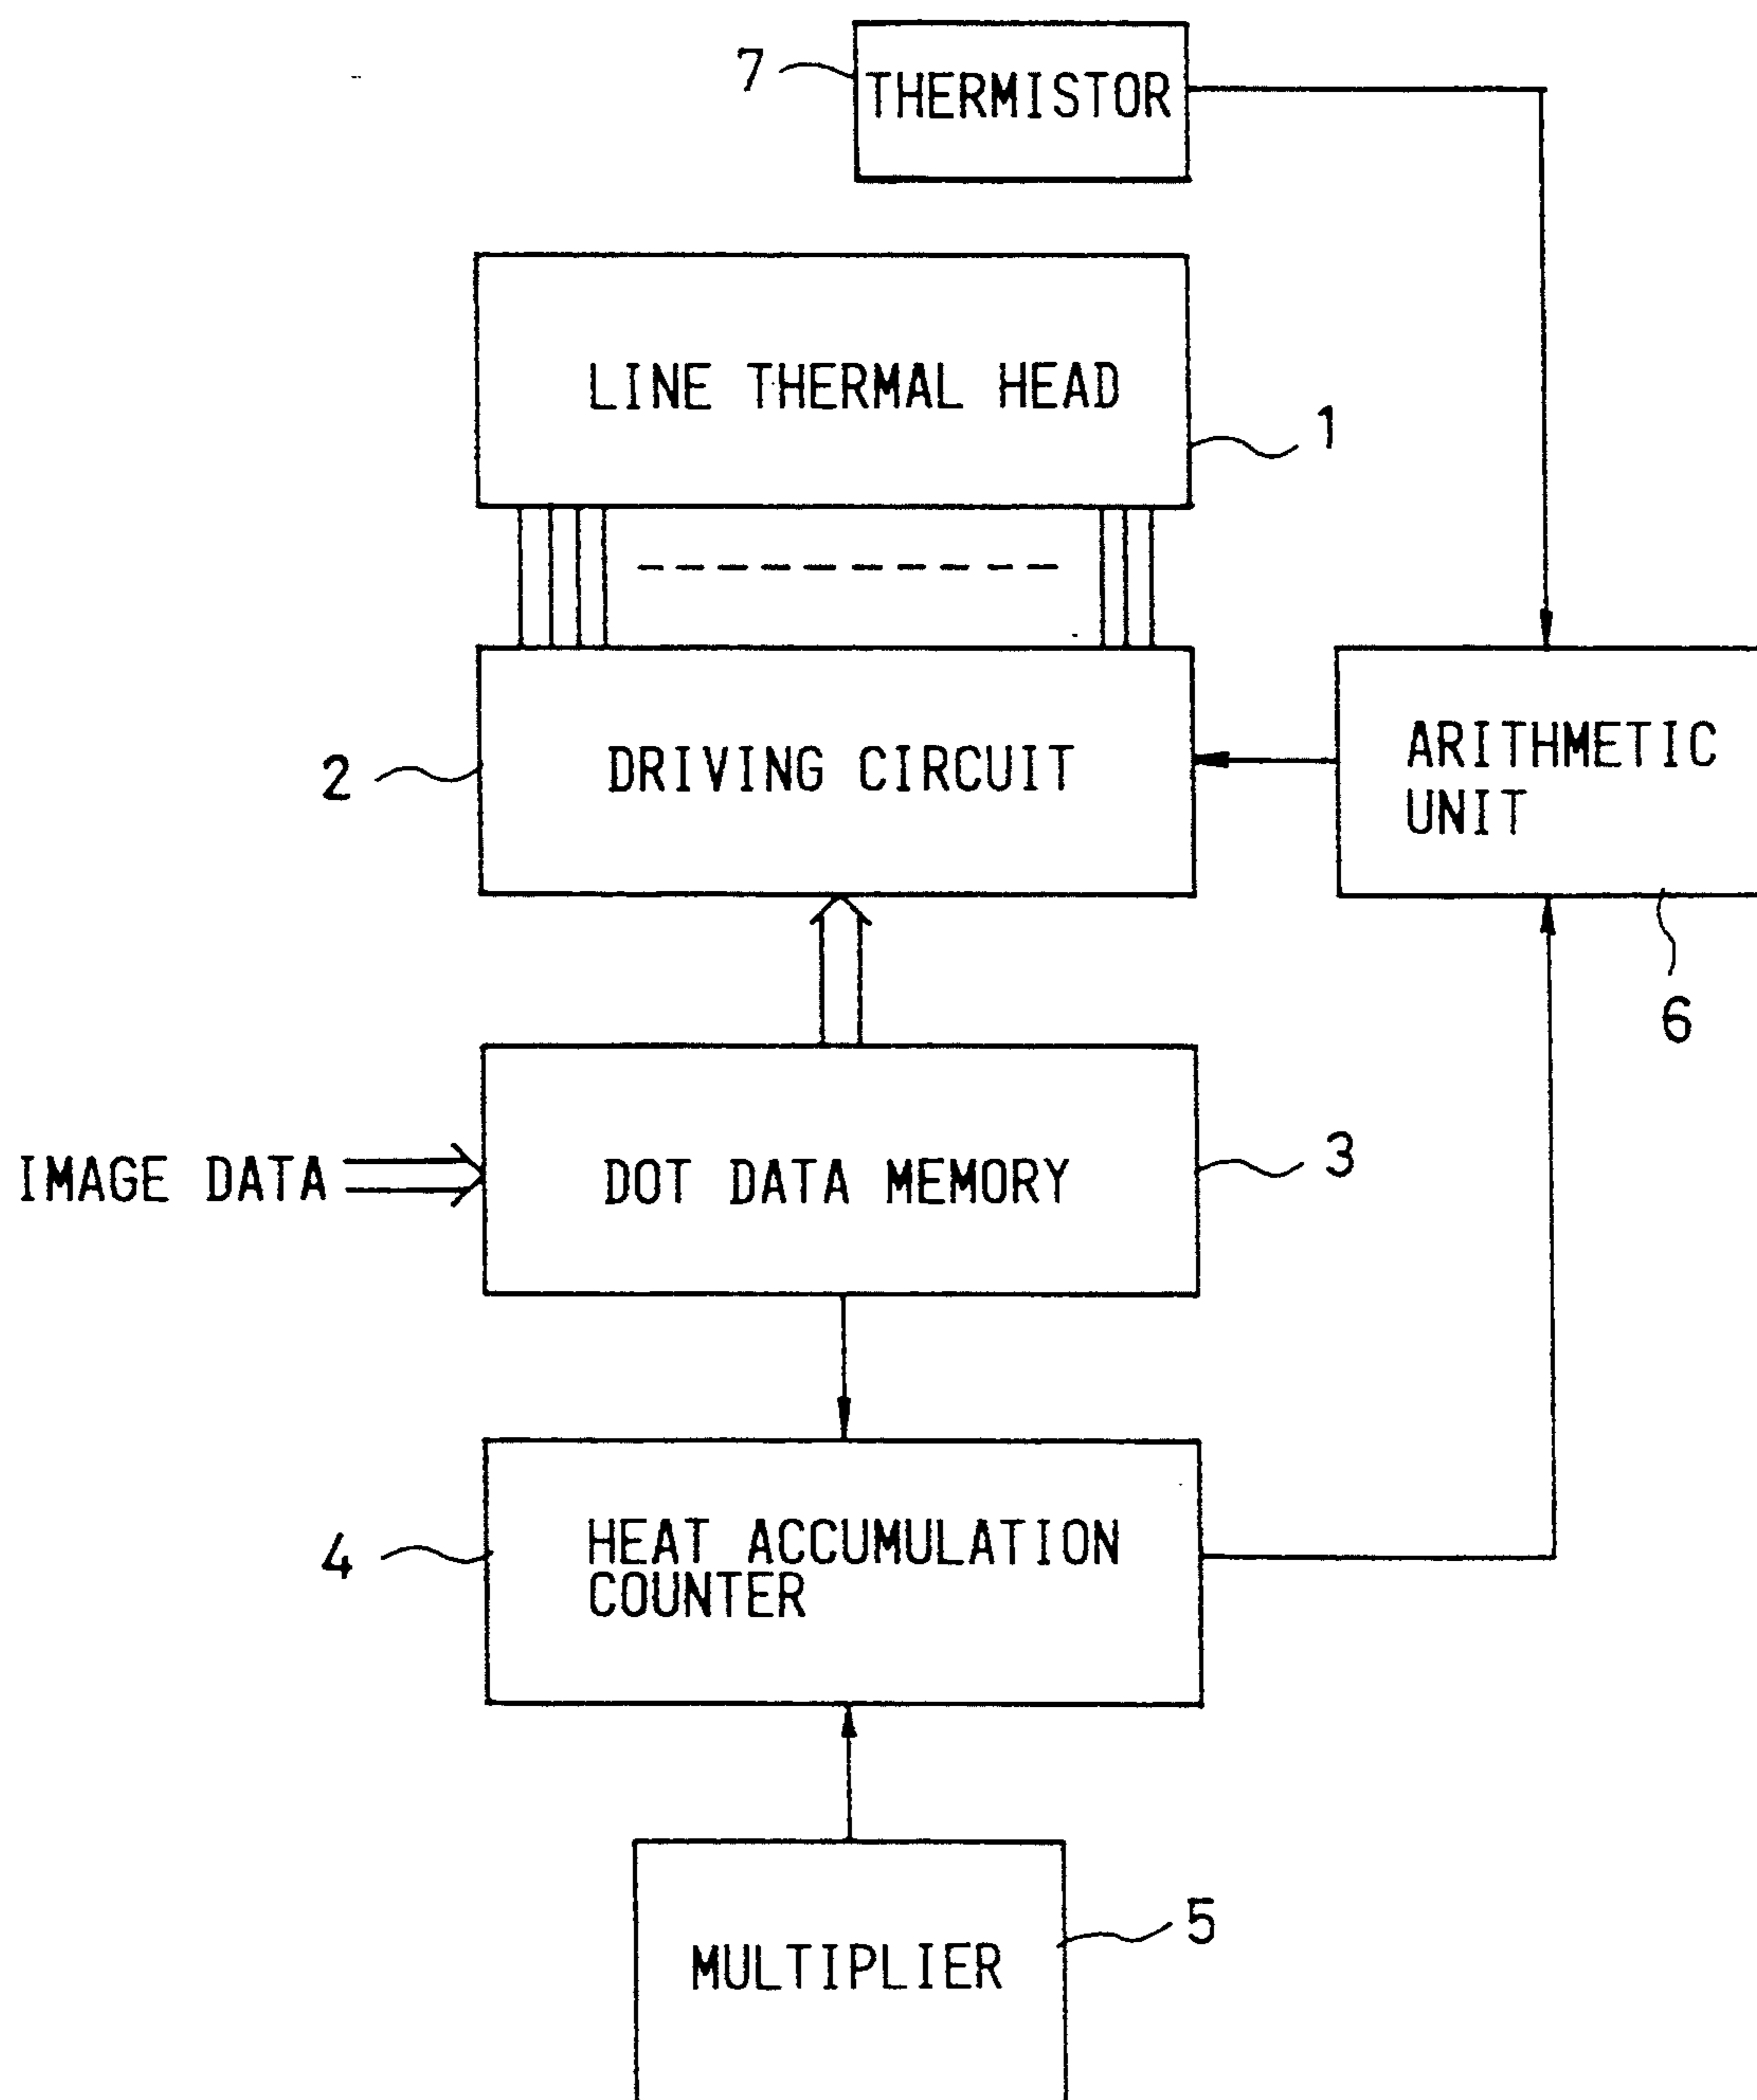 7
THERMISTOR
LINE THERMAL HEAD
1
2
DRIVING CIRCUIT
ARITHMETIC
UNIT
6
IMAGE DATA
DOT DATA MEMORY
3
4
HEAT ACCUMULATION
COUNTER
5
MULTIPLIER